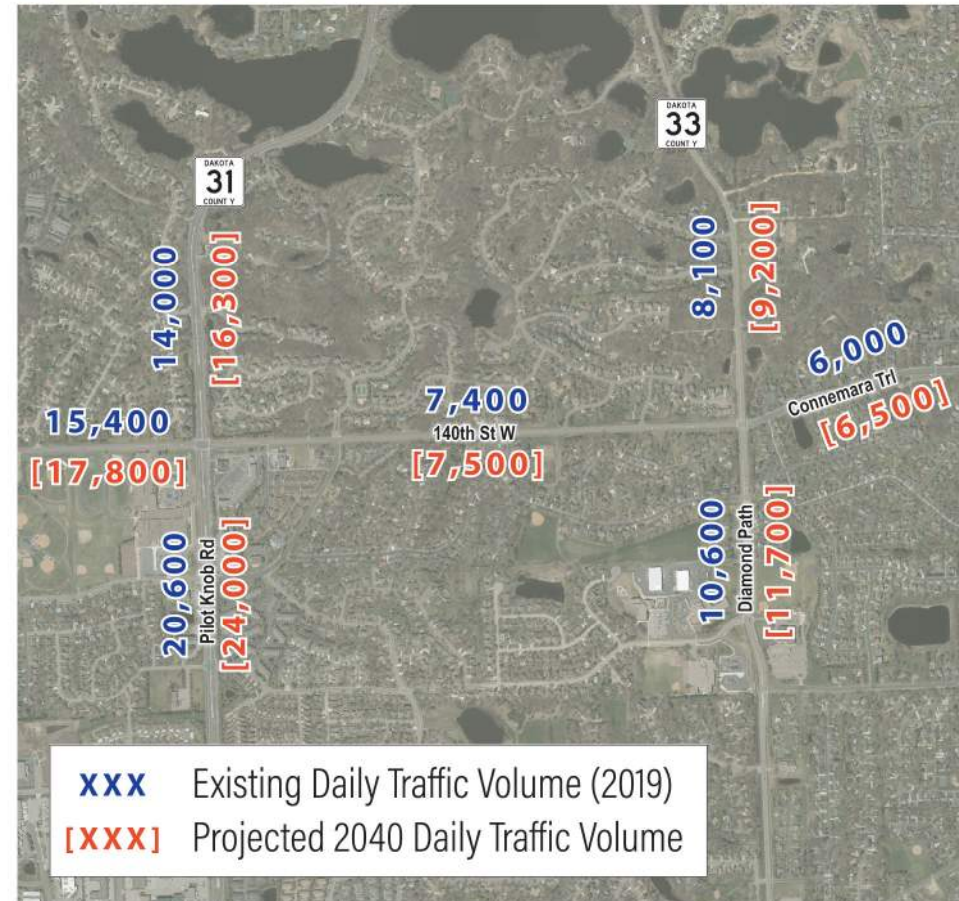 DAKOTA
33
COUNTY
DAKOTA
31
COUNTY
14,000
[16,300]
8,100
[9,200]
6,000
Connemara Trl
[6,500]
15,400
[17,800]
7,400
140th St W
[7,500]
20,600
Pilot Knob Rd
[24,000]
10,600
Diamond Path
[11,700]
XXX Existing Daily Traffic Volume (2019)
[XXX] Projected 2040 Daily Traffic Volume